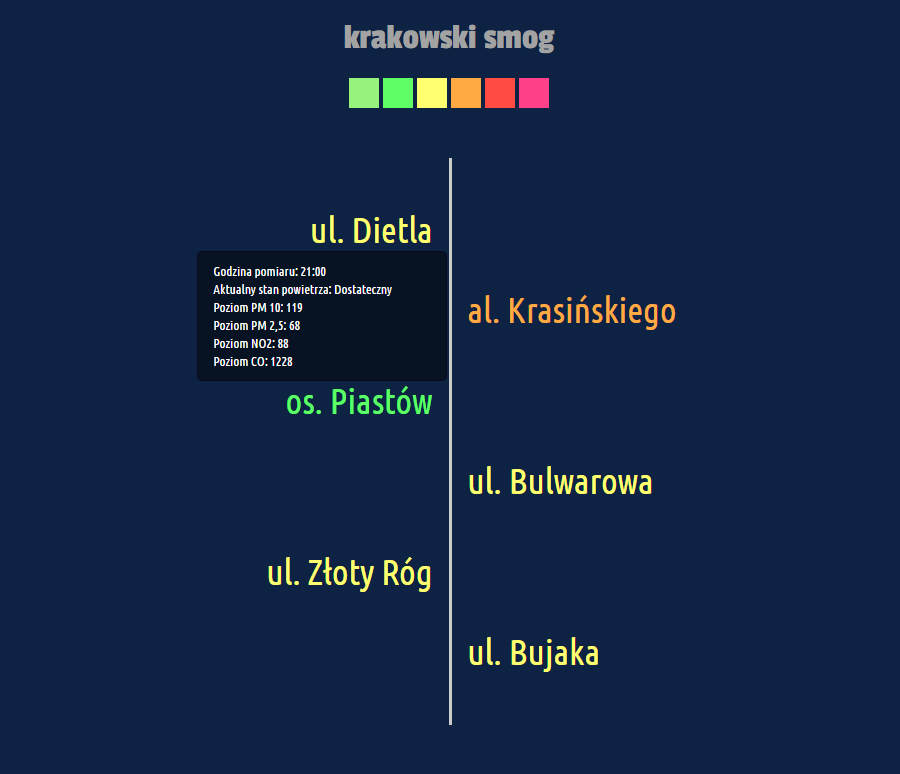 krakowski smog
ul. Dietla
Godzina pomiaru: 21:00
Aktualny stan powietrza: Dostateczny
Poziom PM 10: 119
Poziom PM 2,5: 68
Poziom NO2: 88
Poziom CO: 1228
al. Krasińskiego
os. Piastów
ul. Bulwarowa
ul. Złoty Róg
ul. Bujaka